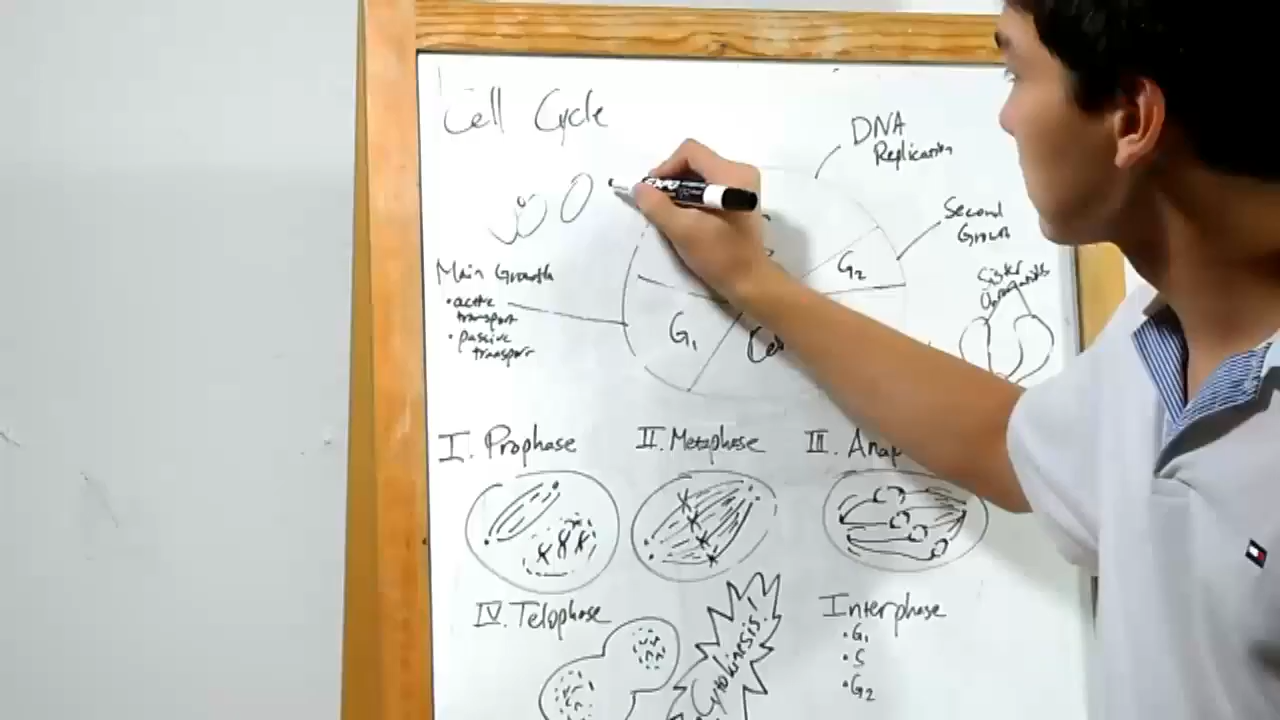 Cell Cycle
DNA
Replication
Second
Growth
Main Growth
• active
transport
• passive
transport
G₂
G₁
Sister
Chromatids
I. Prophase
II. Metaphase
III. Anap
IV. Telophase
Cytokinesis!
Interphase
• G₁
• S
• G₂
EXPO